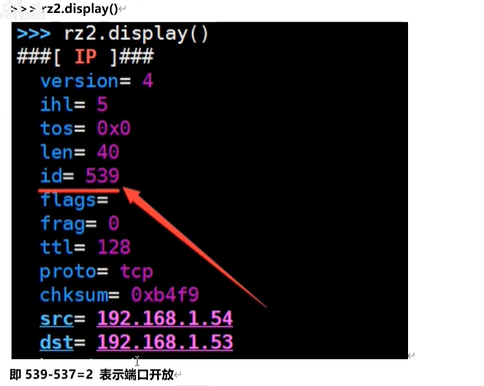 >>> rz2.display()
>>> rz2.display()
###[ IP ]###
version= 4
ihl= 5
tos= 0x0
len= 40
id= 539
flags=
frag= 0
ttl= 128
proto= tcp
chksum= 0xb4f9
src= 192.168.1.54
dst= 192.168.1.53
即 539-537=2 表示端口开放